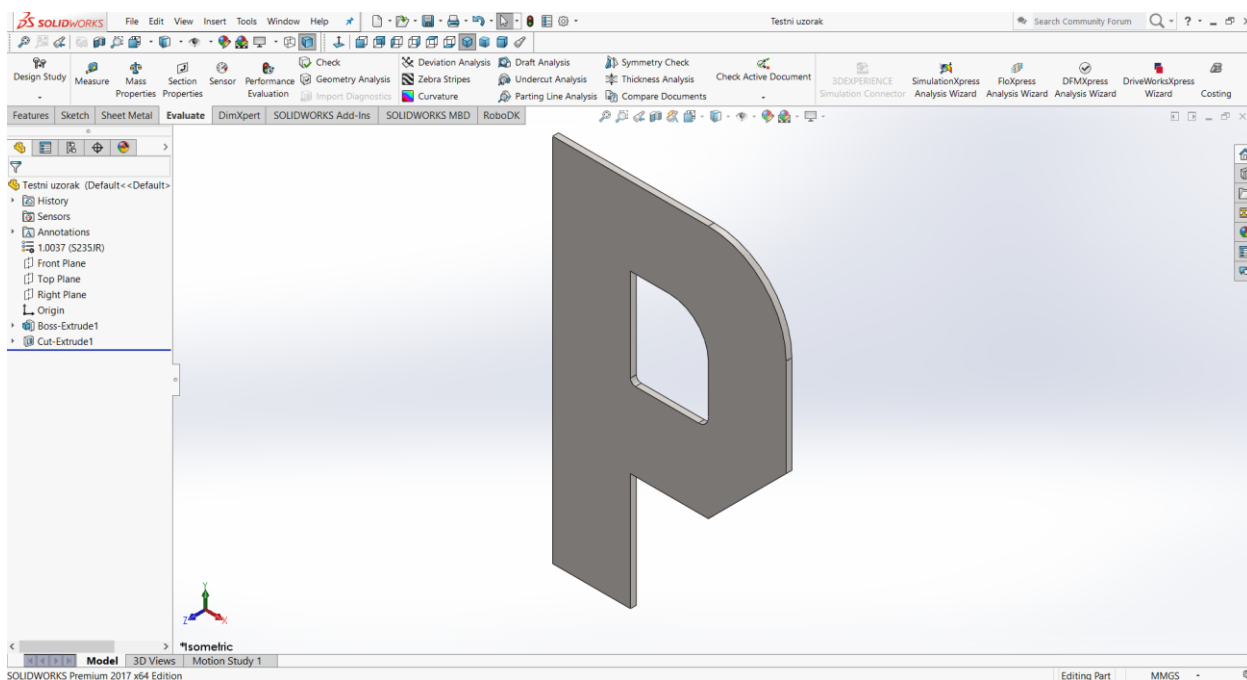 SOLIDWORKS File Edit View Insert Tools Window Help Testni uzorak Search Community Forum ?
Design Study Measure Mass Properties Section Properties Sensor Performance Evaluation Check Geometry Analysis Import Diagnostics Deviation Analysis Zebra Stripes Curvature Draft Analysis Undercut Analysis Parting Line Analysis Symmetry Check Thickness Analysis Compare Documents Check Active Document 3DEXPERIENCE Simulation Connector SimulationXpress Analysis Wizard FloXpress Analysis Wizard DFMXpress Analysis Wizard DriveWorksXpress Wizard Costing
Features Sketch Sheet Metal Evaluate DimXpert SOLIDWORKS Add-Ins SOLIDWORKS MBD RoboDK
Testni uzorak (Default<<Default>
History
Sensors
Annotations
1.0037 (S235JR)
Front Plane
Top Plane
Right Plane
Origin
Boss-Extrude1
Cut-Extrude1
Y
Z X
*Isometric
Model 3D Views Motion Study 1
SOLIDWORKS Premium 2017 x64 Edition Editing Part MMGS